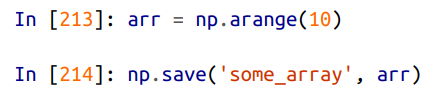 In [213]: arr = np.arange(10)
In [214]: np.save('some_array', arr)